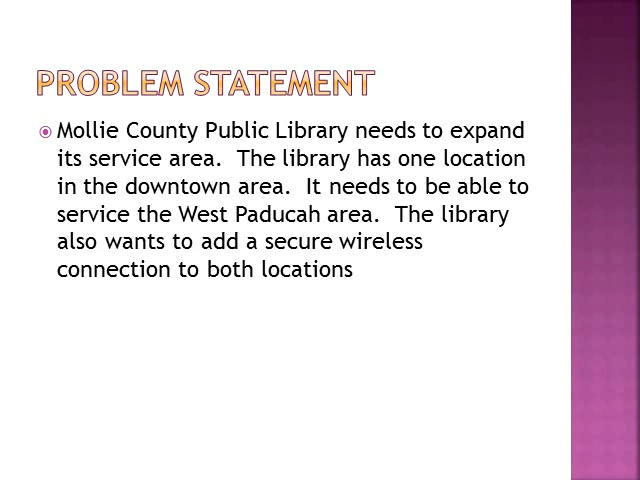 PROBLEM STATEMENT
Mollie County Public Library needs to expand
its service area.  The library has one location
in the downtown area.  It needs to be able to
service the West Paducah area.  The library
also wants to add a secure wireless
connection to both locations